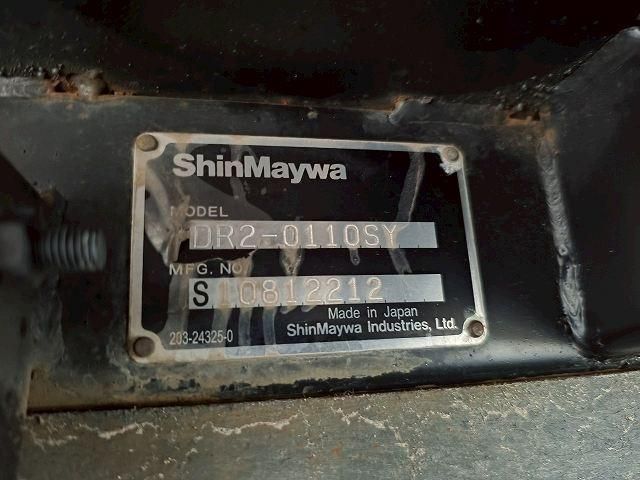 ShinMaywa
MODEL
DR2-0110SY
MFG. NO.
S 10812212
Made in Japan
203-24325-0
ShinMaywa Industries, Ltd.